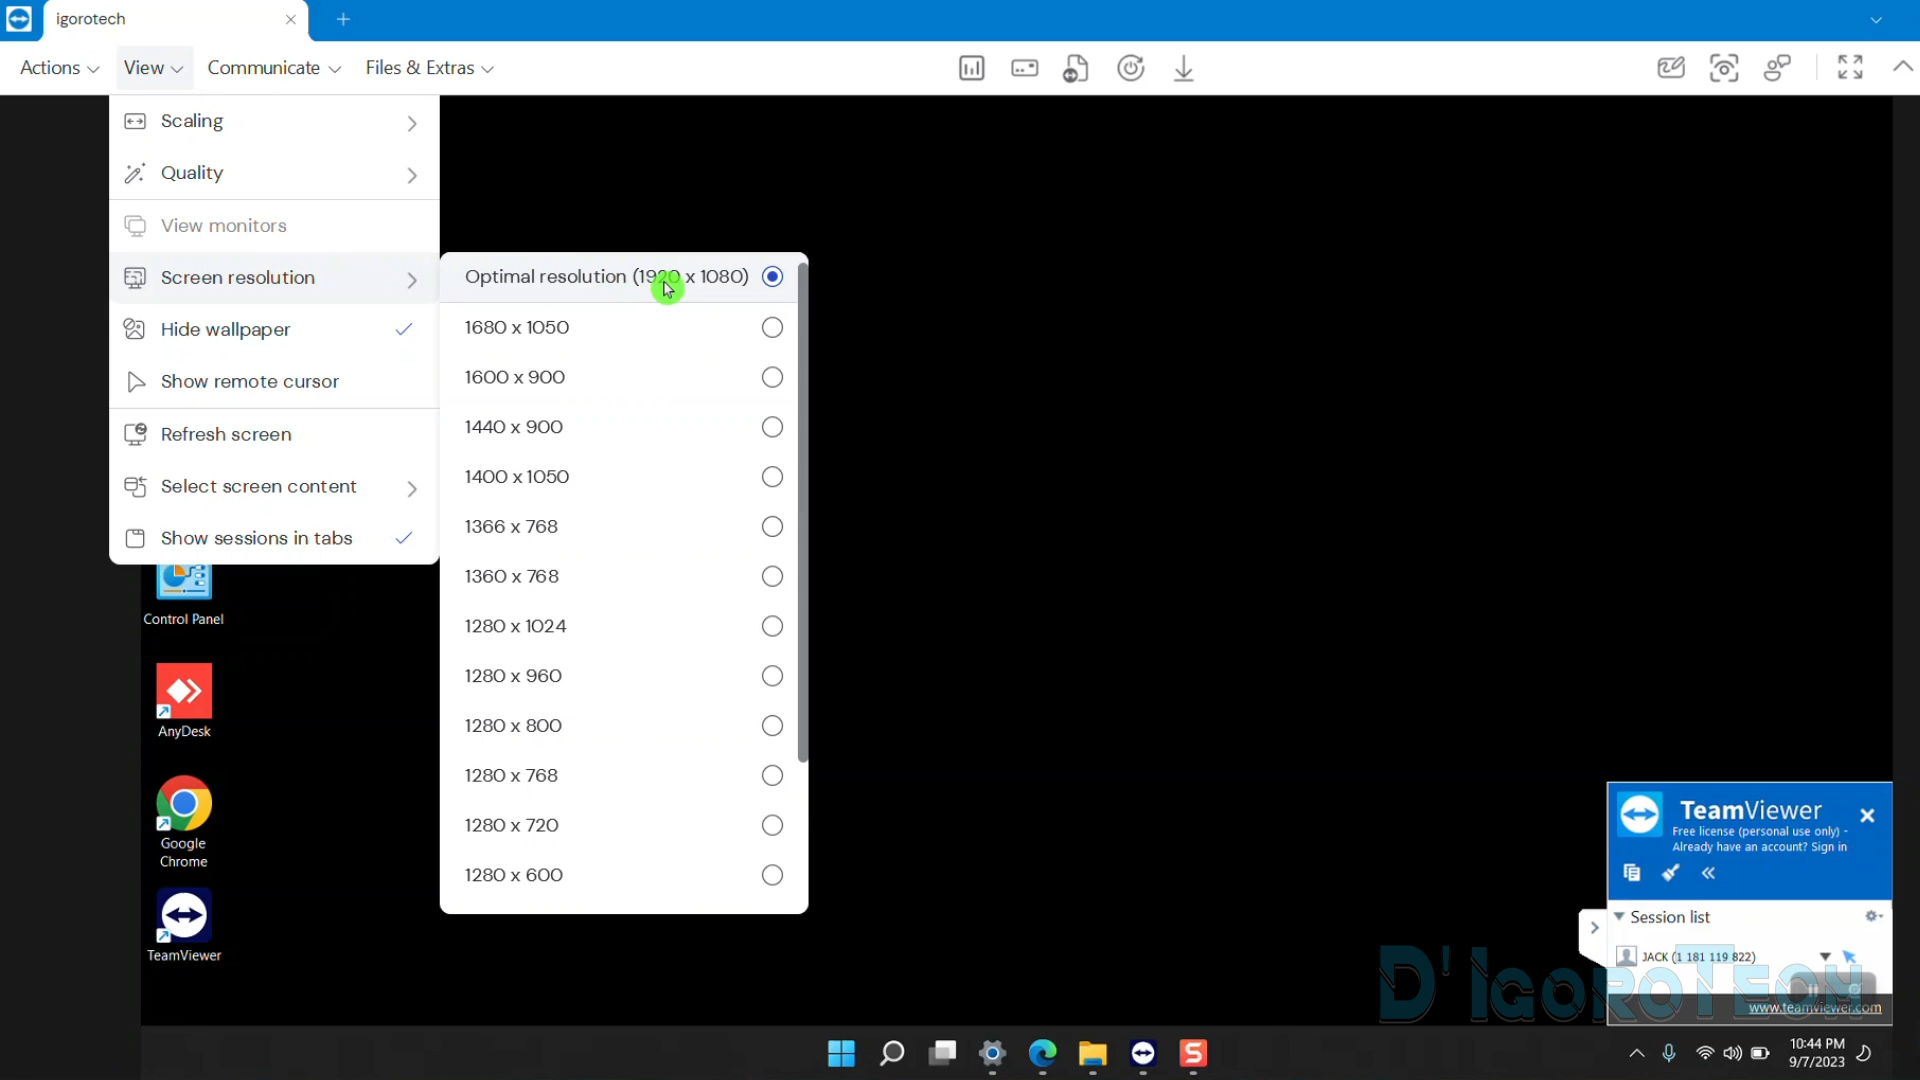 igorotech
Actions
View
Communicate
Files & Extras
Scaling
Quality
View monitors
Screen resolution
Hide wallpaper
Show remote cursor
Refresh screen
Select screen content
Show sessions in tabs
Optimal resolution (1920 x 1080)
1680 x 1050
1600 x 900
1440 x 900
1400 x 1050
1366 x 768
1360 x 768
1280 x 1024
1280 x 960
1280 x 800
1280 x 768
1280 x 720
1280 x 600
Control Panel
AnyDesk
Google
Chrome
TeamViewer
TeamViewer
Free license (personal use only) -
Already have an account? Sign in
Session list
JACK (1 181 119 822)
D' IGOROTECH
www.teamviewer.com
10:44 PM
9/7/2023